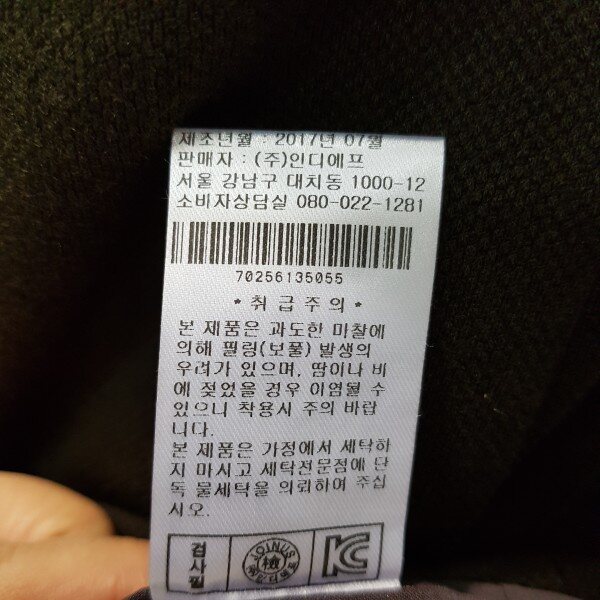 제조년월 : 2017년 07월
판매자 : (주)인디에프
서울 강남구 대치동 1000-12
소비자상담실 080-022-1281
70256135055
* 취 급 주 의 *
본 제품은 과도한 마찰에
의해 필링(보풀) 발생의
우려가 있으며, 땀이나 비
에 젖었을 경우 이염될 수
있으니 착용시 주의 바랍
니다.
본 제품은 가정에서 세탁하
지 마시고 세탁전문점에 단
독 물세탁을 의뢰하여 주십
시오.
검사필
JOINUS
檢